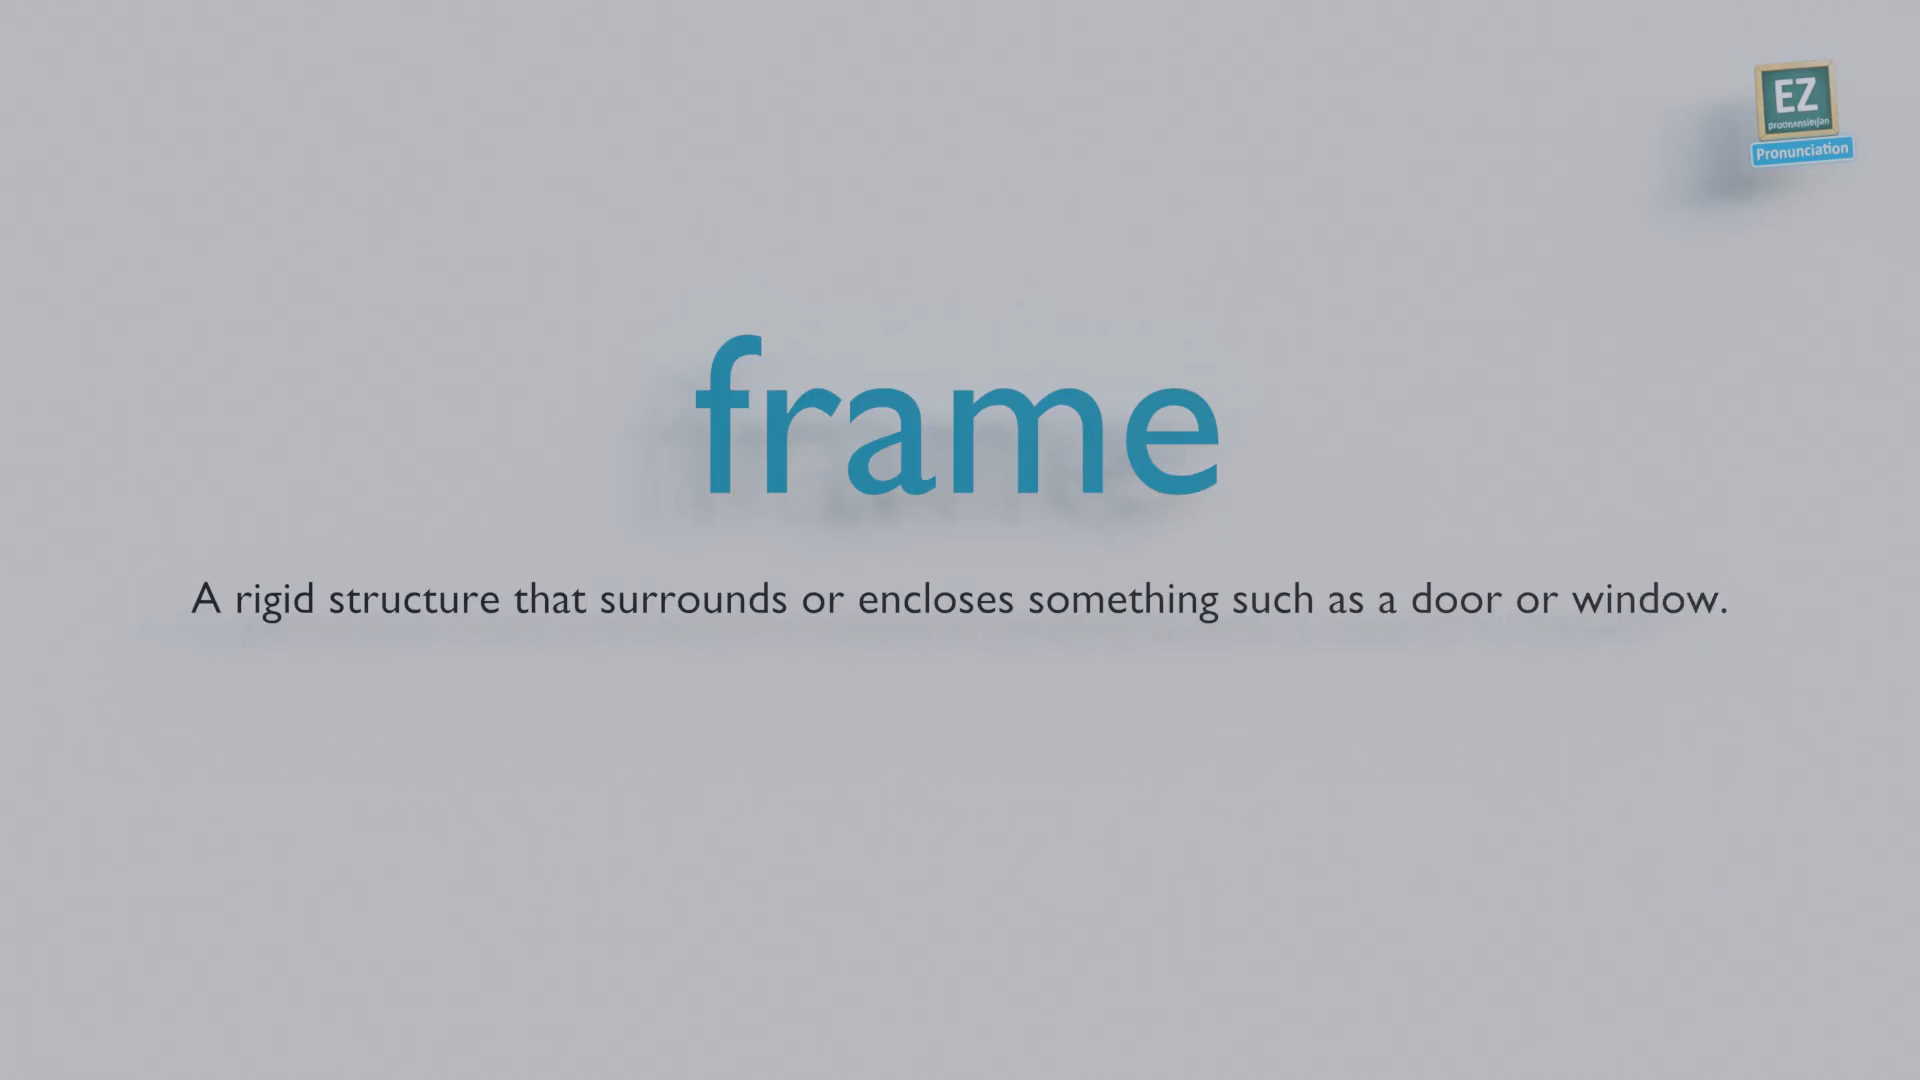 EZ
Pronunciation
frame
A rigid structure that surrounds or encloses something such as a door or window.